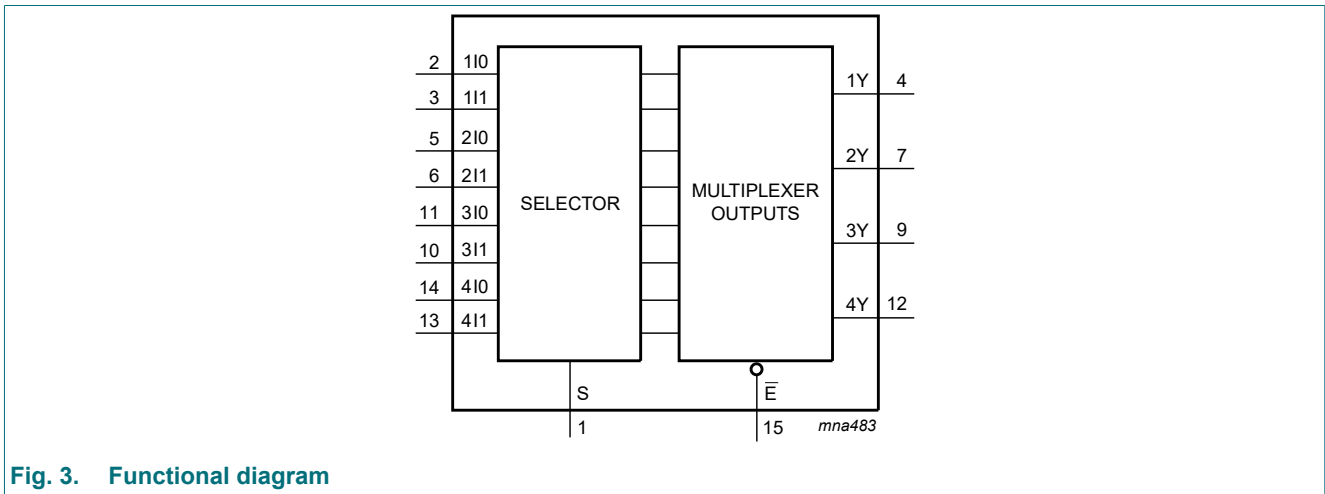 2 1I0
3 1I1
5 2I0
6 2I1
11 3I0
10 3I1
14 4I0
13 4I1
SELECTOR
MULTIPLEXER
OUTPUTS
1Y 4
2Y 7
3Y 9
4Y 12
S
1
E̅
15
mna483
Fig. 3. Functional diagram